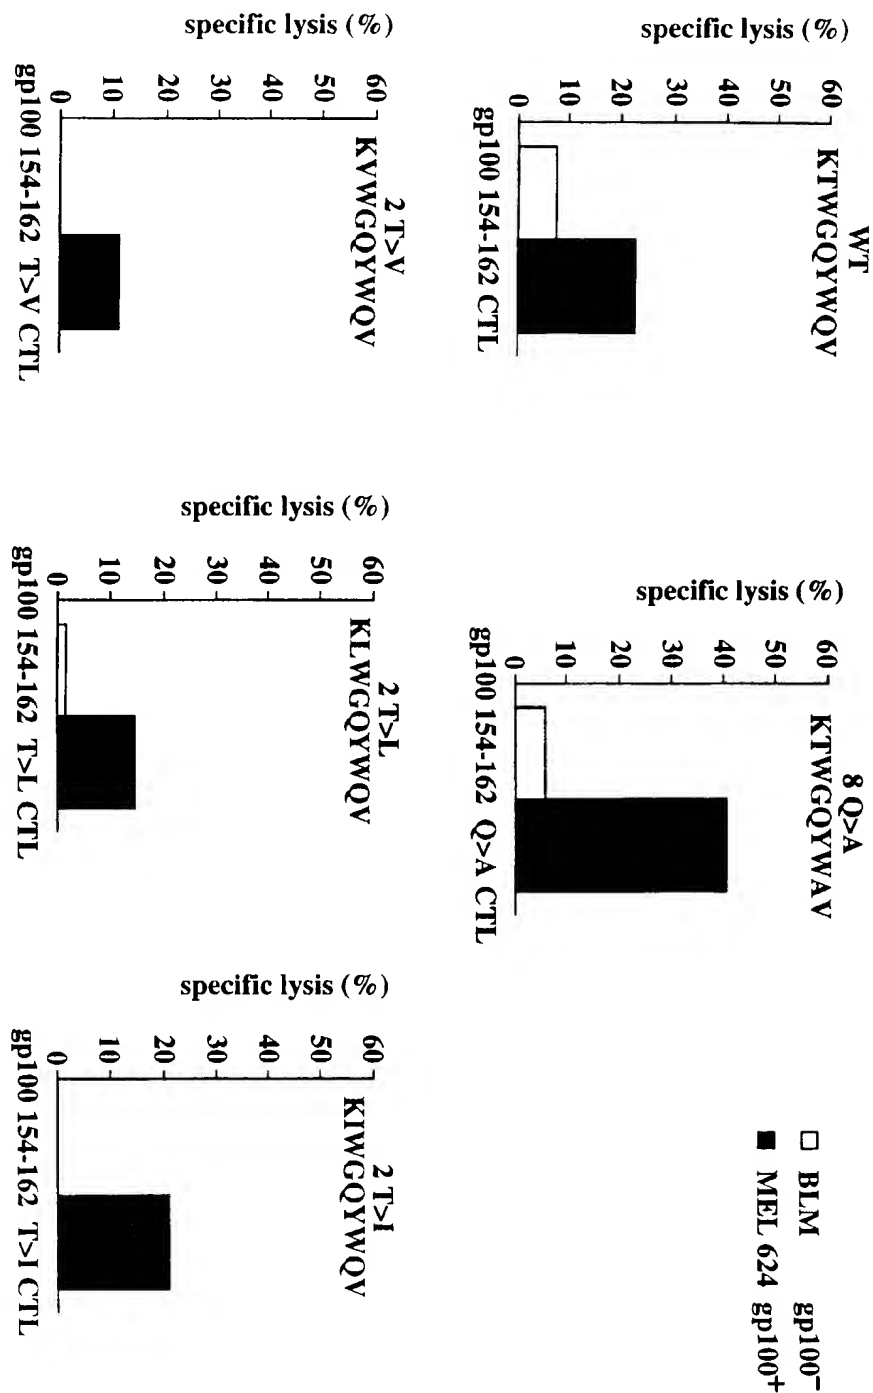 WT
KTWGQYWQV
specific lysis (%)
60
50
40
30
20
10
0
gp100 154-162 CTL
8 Q>A
KTWGQYWAV
specific lysis (%)
60
50
40
30
20
10
0
gp100 154-162 Q>A CTL
BLM gp100-
MEL 624 gp100+
2 T>V
KVWGQYWQV
specific lysis (%)
60
50
40
30
20
10
0
gp100 154-162 T>V CTL
2 T>L
KLWGQYWQV
specific lysis (%)
60
50
40
30
20
10
0
gp100 154-162 T>L CTL
2 T>I
KIWGQYWQV
specific lysis (%)
60
50
40
30
20
10
0
gp100 154-162 T>I CTL